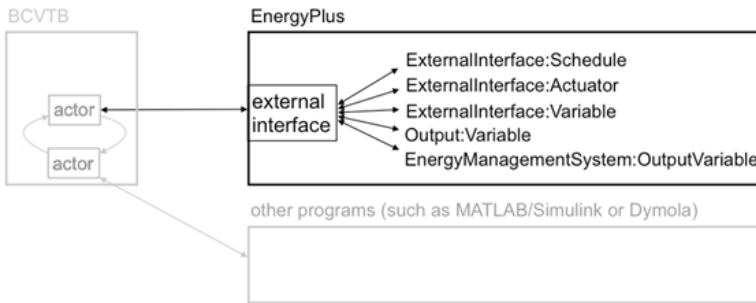 BCVTB
EnergyPlus
actor
actor
external
interface
ExternalInterface:Schedule
ExternalInterface:Actuator
ExternalInterface:Variable
Output:Variable
EnergyManagementSystem:OutputVariable
other programs (such as MATLAB/Simulink or Dymola)